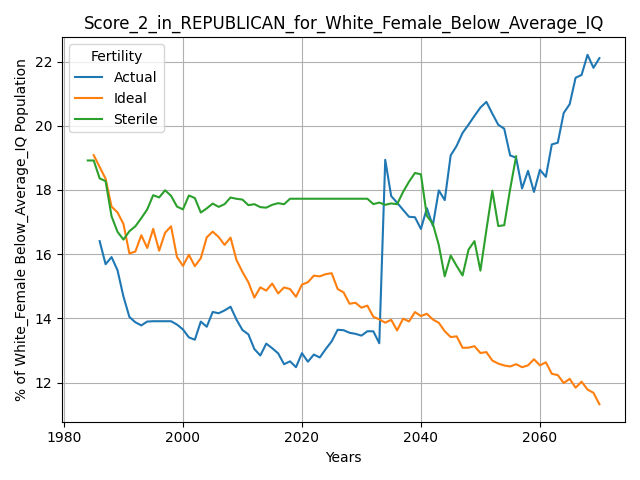 Score_2_in_REPUBLICAN_for_White_Female_Below_Average_IQ
% of White_Female Below_Average_IQ Population
Fertility
Actual
Ideal
Sterile
22
20
18
16
14
12
1980
2000
2020
2040
2060
Years